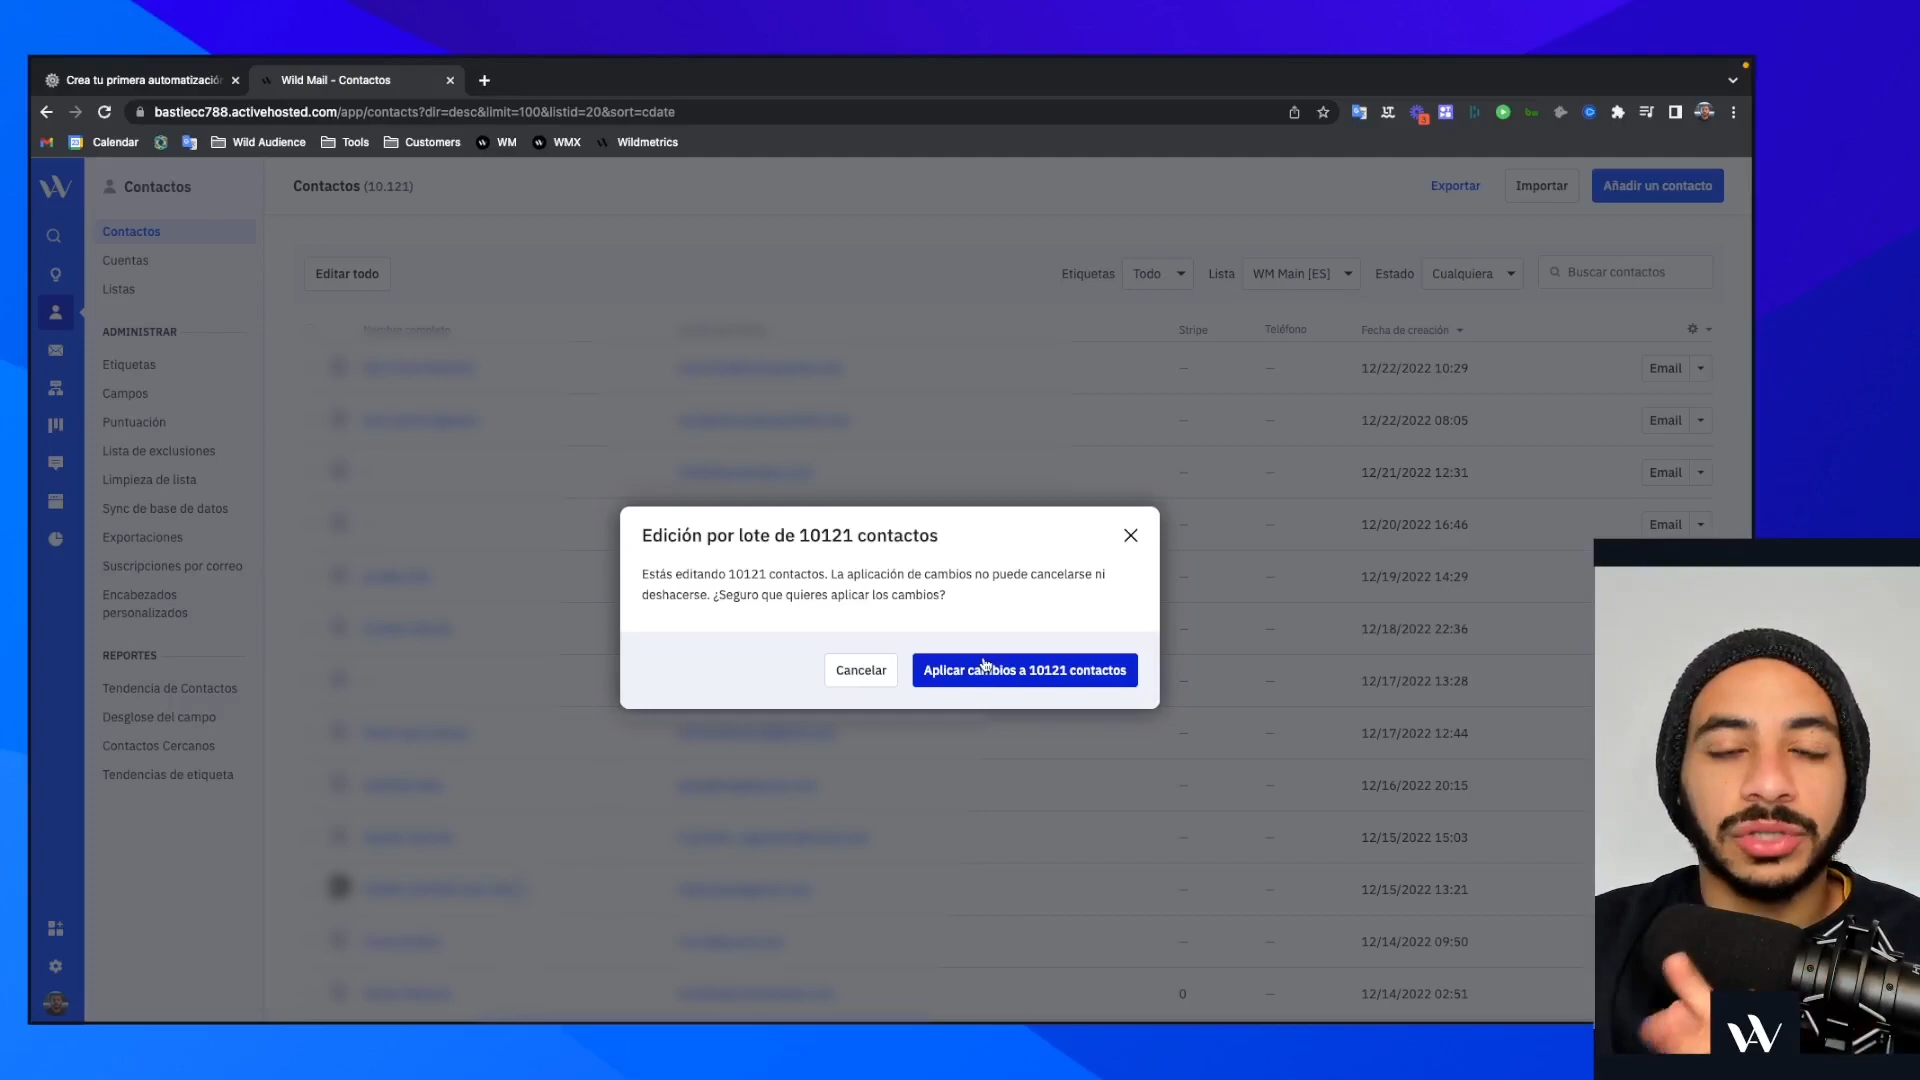 Crea tu primera automatizació
Wild Mail - Contactos
bastiecc788.activehosted.com/app/contacts?dir=desc&limit=100&listid=20&sort=cdate
3
Calendar
Wild Audience
Tools
Customers
WM
WMX
Wildmetrics
Contactos
Contactos
Cuentas
Listas
ADMINISTRAR
Etiquetas
Campos
Puntuación
Lista de exclusiones
Limpieza de lista
Sync de base de datos
Exportaciones
Suscripciones por correo
Encabezados
personalizados
REPORTES
Tendencia de Contactos
Desglose del campo
Contactos Cercanos
Tendencias de etiqueta
Contactos (10.121)
Exportar
Importar
Añadir un contacto
Editar todo
Etiquetas
Todo
Lista
WM Main [ES]
Estado
Cualquiera
Buscar contactos
Nombre completo
Stripe
Teléfono
Fecha de creación
– – 12/22/2022 10:29 Email
– – 12/22/2022 08:05 Email
– – 12/21/2022 12:31 Email
– 12/20/2022 16:46 Email
– – 12/19/2022 14:29
– – 12/18/2022 22:36
– – 12/17/2022 13:28
– – 12/17/2022 12:44
– – 12/16/2022 20:15
– – 12/15/2022 15:03
– – 12/15/2022 13:21
– – 12/14/2022 09:50
0 – 12/14/2022 02:51
Edición por lote de 10121 contactos
Estás editando 10121 contactos. La aplicación de cambios no puede cancelarse ni
deshacerse. ¿Seguro que quieres aplicar los cambios?
Cancelar
Aplicar cambios a 10121 contactos